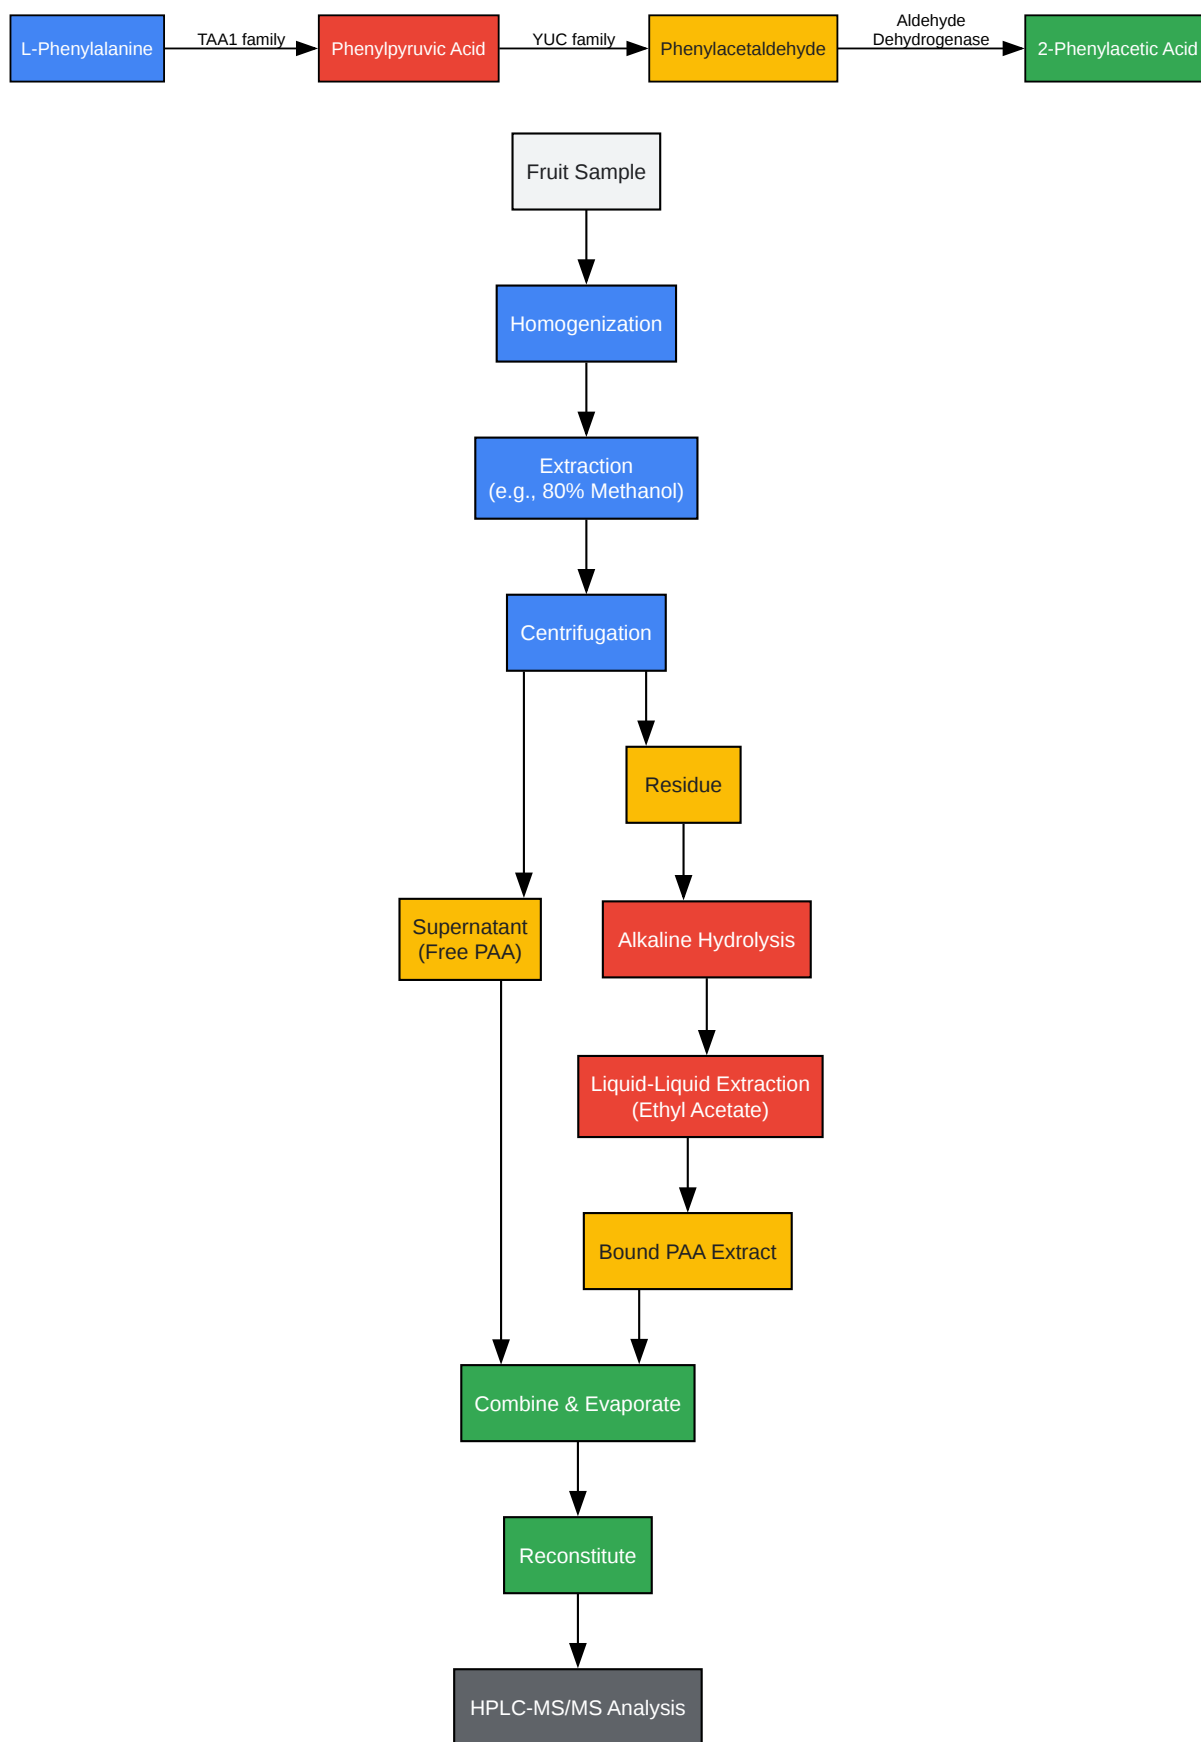 L-Phenylalanine
TAA1 family
Phenylpyruvic Acid
YUC family
Phenylacetaldehyde
Aldehyde
Dehydrogenase
2-Phenylacetic Acid
Fruit Sample
Homogenization
Extraction
(e.g., 80% Methanol)
Centrifugation
Residue
Supernatant
(Free PAA)
Alkaline Hydrolysis
Liquid-Liquid Extraction
(Ethyl Acetate)
Bound PAA Extract
Combine & Evaporate
Reconstitute
HPLC-MS/MS Analysis